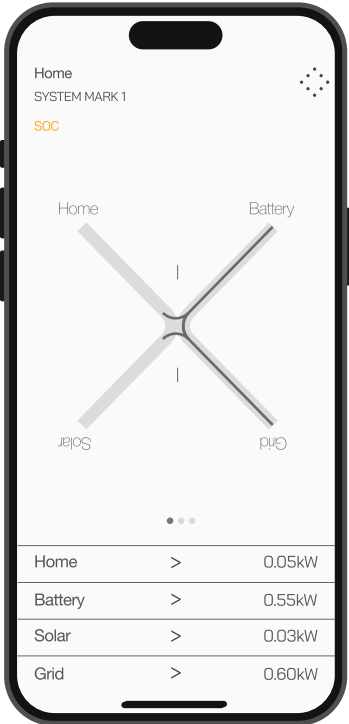 Home
SYSTEM MARK 1
SOC
Home Battery
Solar Grid
Home > 0.05kW
Battery > 0.55kW
Solar > 0.03kW
Grid > 0.60kW